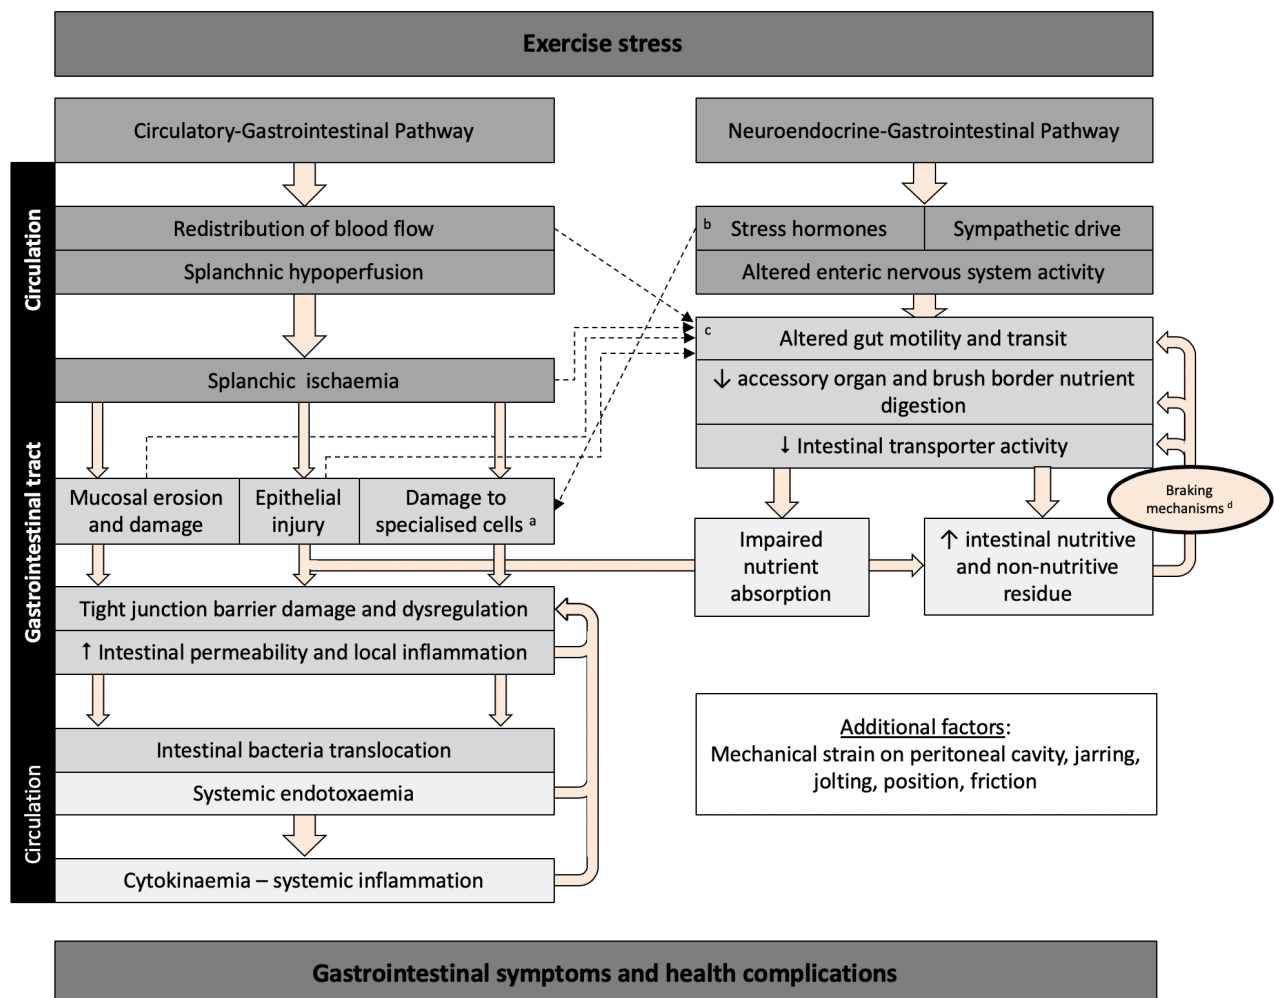 Exercise stress
Circulatory-Gastrointestinal Pathway
Neuroendocrine-Gastrointestinal Pathway
Circulation
Redistribution of blood flow
Splanchnic hypoperfusion
b Stress hormones
Sympathetic drive
Altered enteric nervous system activity
c
Altered gut motility and transit
↓ accessory organ and brush border nutrient
digestion
↓ Intestinal transporter activity
Splanchic ischaemia
Gastrointestinal tract
Mucosal erosion
and damage
Epithelial
injury
Damage to
specialised cells a
Braking
mechanisms d
Impaired
nutrient
absorption
↑ intestinal nutritive
and non-nutritive
residue
Tight junction barrier damage and dysregulation
↑ Intestinal permeability and local inflammation
Circulation
Intestinal bacteria translocation
Systemic endotoxaemia
Cytokinaemia – systemic inflammation
Additional factors:
Mechanical strain on peritoneal cavity, jarring,
jolting, position, friction
Gastrointestinal symptoms and health complications